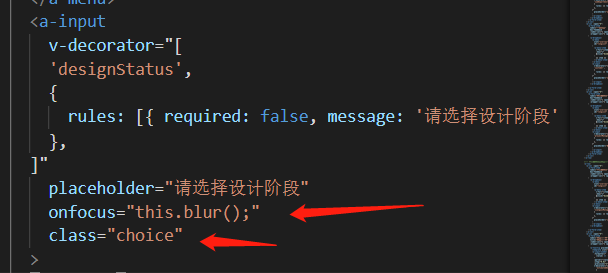 </a-menu>
<a-input
v-decorator="[
'designStatus',
{
rules: [{ required: false, message: '请选择设计阶段'
},
]"
placeholder="请选择设计阶段"
onfocus="this.blur();"
class="choice"
>